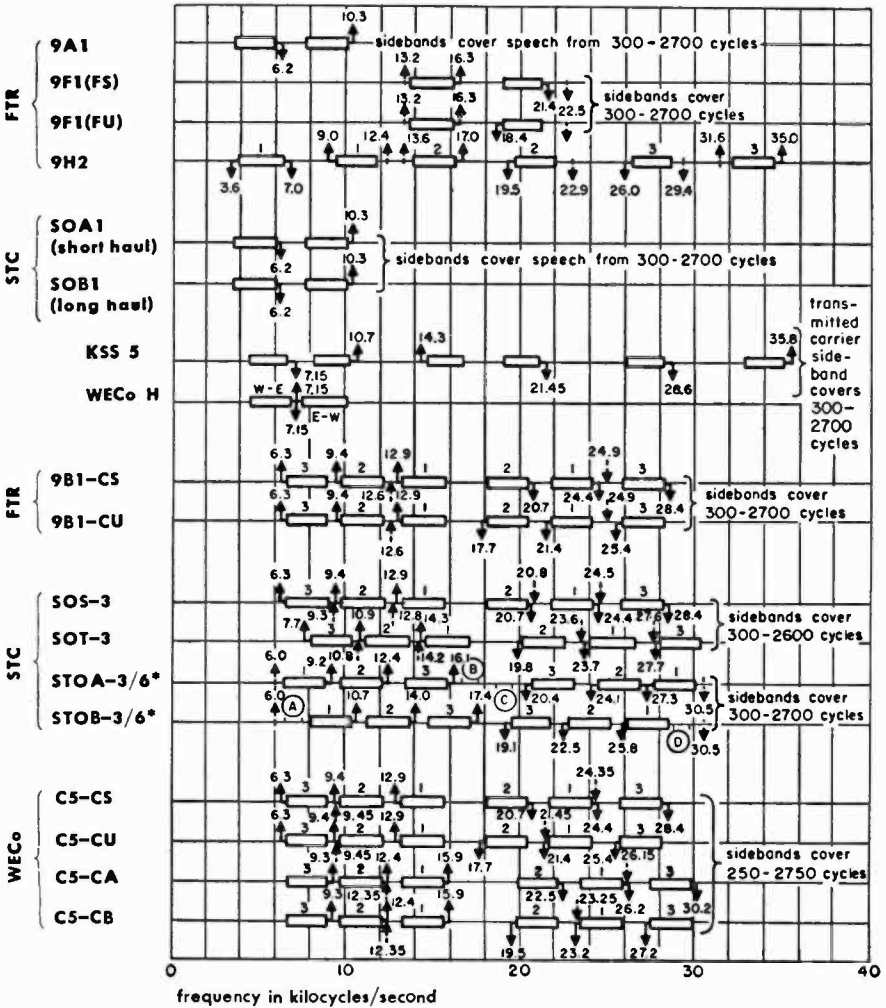 10.3
9A1
sidebands cover speech from 300-2700 cycles
6.2
13.2 16.3
9F1(FS)
21.4 22.5
FTR
sidebands cover
300-2700 cycles
13.2 16.3
9F1(FU)
18.4
9.0 12.4 13.6 17.0 31.6 35.0
1 1 2 2 3 3
9H2
3.6 7.0 19.5 22.9 26.0 29.4
SOA1
(short haul)
10.3
6.2
STC
sidebands cover speech from 300-2700 cycles
SOB1
(long haul)
10.3
6.2
KSS 5
10.7 14.3 35.8
7.15 21.45 28.6
trans-
mitted
carrier
side-
band
covers
300-
2700
cycles
WECo H
W-E 7.15
E-W
7.15
FTR
6.3 9.4 12.9 24.9
9B1-CS
3 2 1 2 1 3
12.6 20.7 24.4 28.4
sidebands cover
300-2700 cycles
6.3 9.4 12.9 24.9
9B1-CU
3 2 1 2 1 3
12.6 17.7 21.4 25.4
STC
6.3 9.4 12.9 20.8 24.5
SOS-3
3 2 1 2 1 3
9.3 12.8 20.7 24.4 28.4
sidebands cover
300-2600 cycles
7.7 10.9 14.3 23.6 27.6
SOT-3
3 2 1 2 1 3
10.8 14.2 19.8 23.7 27.7
6.0 9.2 12.4 16.1 B
STOA-3/6*
1 2 3 3 2 1
20.4 24.1 27.3 30.5
sidebands cover
300-2700 cycles
6.0 A 10.7 14.0 17.4 C
STOB-3/6*
1 2 3 3 2 1
19.1 22.5 25.8 D 30.5
WECo
6.3 9.4 12.9 24.35
C5-CS
3 2 1 2 1 3
9.45 20.7 24.4 28.4
6.3 9.4 12.9 21.45
C5-CU
3 2 1 2 1 3
9.45 17.7 21.4 25.4
sidebands cover
250-2750 cycles
9.3 12.4 15.9 26.15
C5-CA
3 2 1 2 1 3
12.35 22.5 26.2 30.2
9.3 12.4 15.9 23.25
C5-CB
3 2 1 2 1 3
12.35 19.5 23.2 27.2
0 10 20 30 40
frequency in kilocycles/second